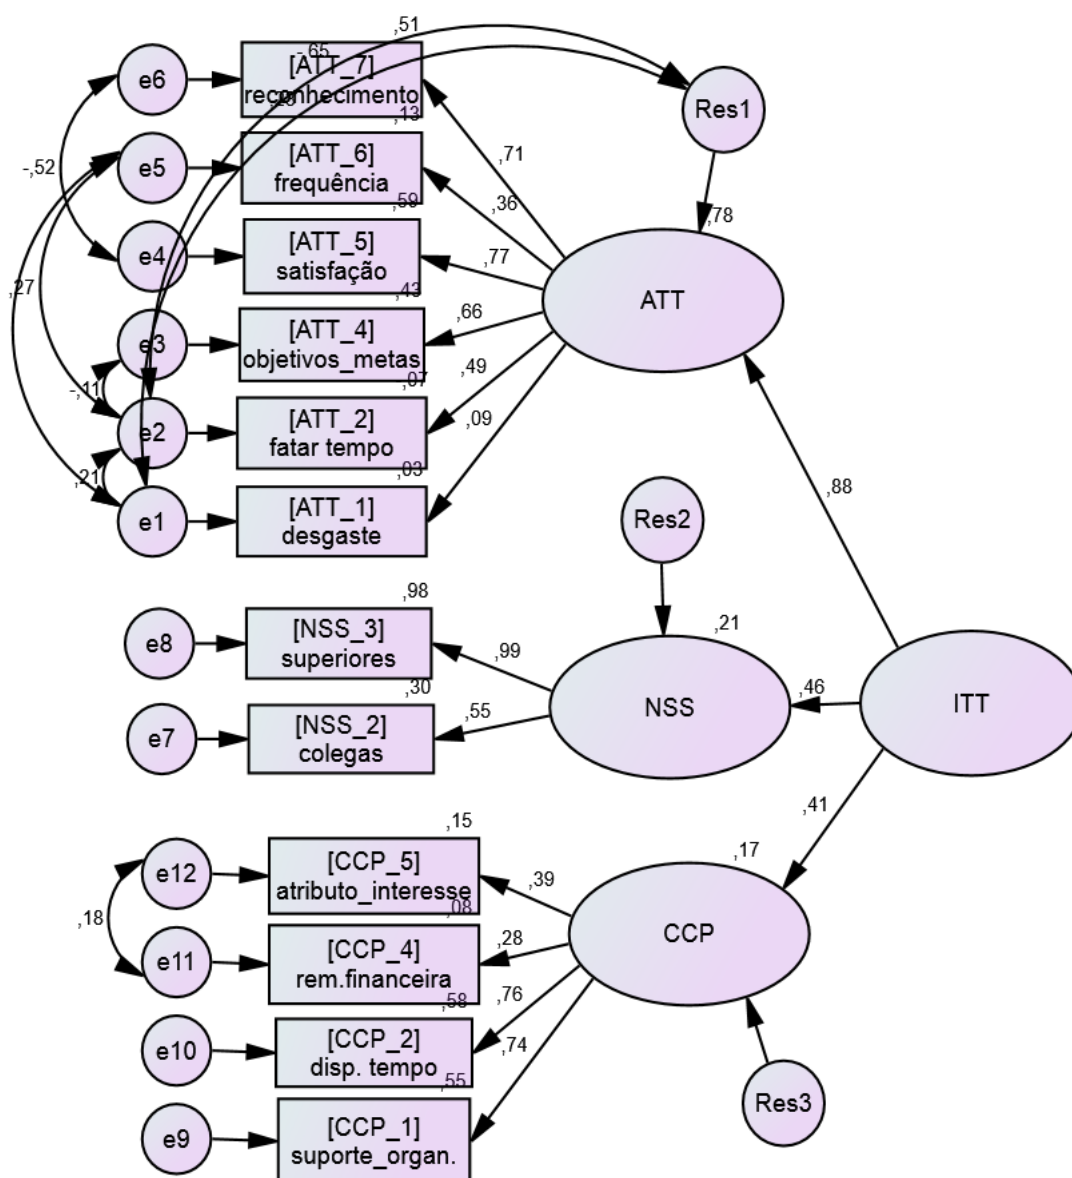 ,51
-,65
e6
[ATT_7]
reconhecimento
Res1
,13
-,52
e5
[ATT_6]
frequência
,71
,36
,78
,59
e4
[ATT_5]
satisfação
,77
ATT
,27
,43
e3
[ATT_4]
objetivos_metas
,66
-,11
,07
,49
e2
[ATT_2]
fatar tempo
,09
,21
,03
e1
[ATT_1]
desgaste
,88
Res2
,98
e8
[NSS_3]
superiores
,99
,21
,30
,46
ITT
e7
[NSS_2]
colegas
,55
NSS
,15
,41
e12
[CCP_5]
atributo_interesse
,39
,17
,18
,08
e11
[CCP_4]
rem.financeira
,28
CCP
,58
,76
e10
[CCP_2]
disp. tempo
,74
,55
Res3
e9
[CCP_1]
suporte_organ.